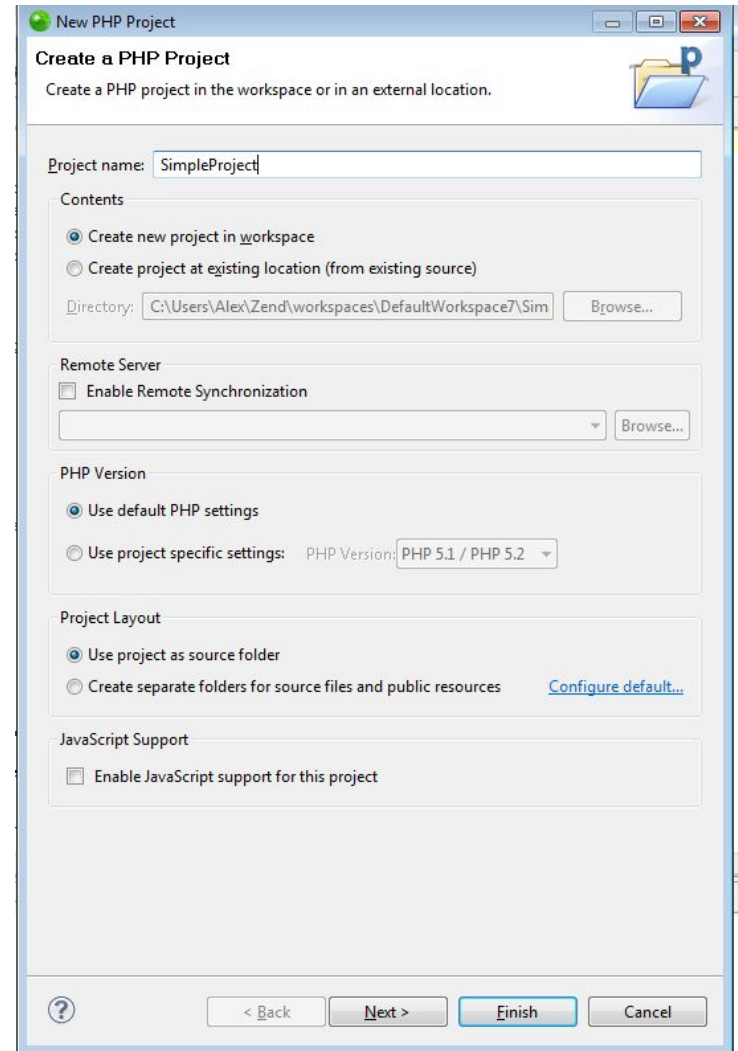 New PHP Project
Create a PHP Project
Create a PHP project in the workspace or in an external location.
Project name: SimpleProject
Contents
Create new project in workspace
Create project at existing location (from existing source)
Directory: C:\Users\Alex\Zend\workspaces\DefaultWorkspace7\Sim Browse...
Remote Server
Enable Remote Synchronization
Browse...
PHP Version
Use default PHP settings
Use project specific settings: PHP Version: PHP 5.1 / PHP 5.2
Project Layout
Use project as source folder
Create separate folders for source files and public resources Configure default...
JavaScript Support
Enable JavaScript support for this project
? < Back Next > Finish Cancel